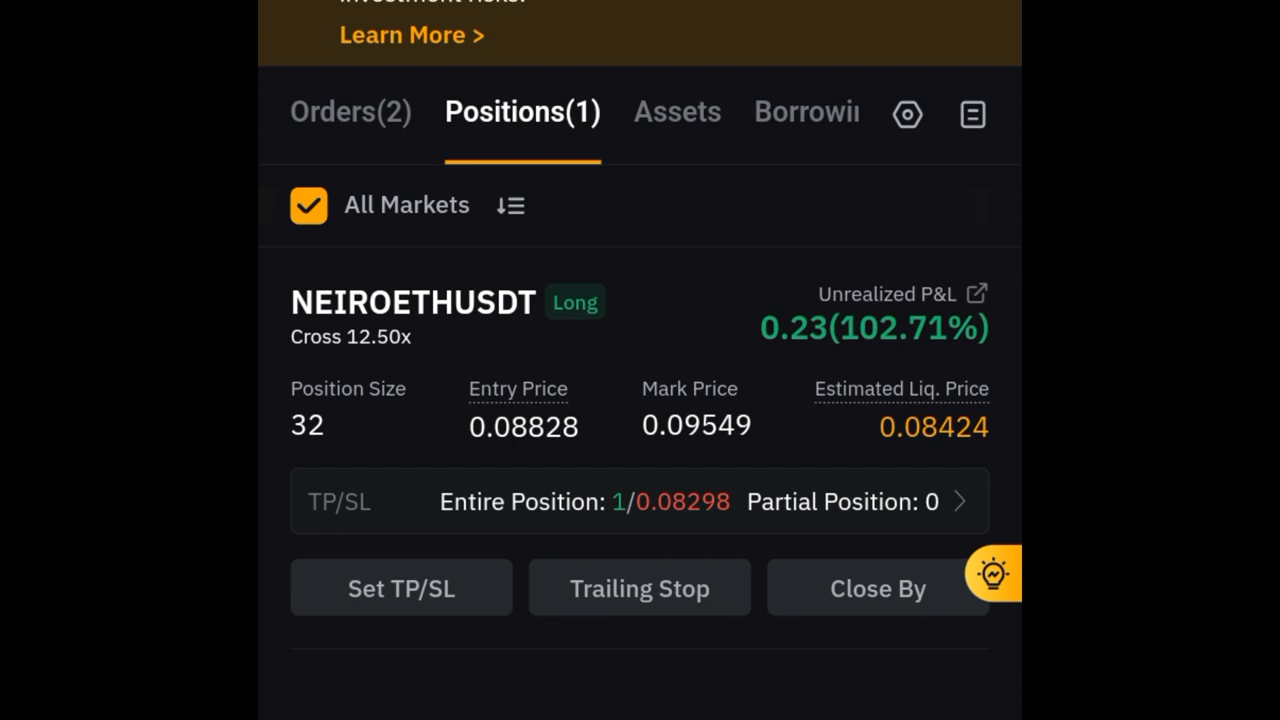 Learn More >
Orders(2) Positions(1) Assets
All Markets
NEIROETHUSDT Long Unrealized P&L
Cross 12.50x 0.23(102.71%)
Position Size Entry Price Mark Price Estimated Liq. Price
32 0.08828 0.09549 0.08424
TP/SL Entire Position: 1/0.08298 Partial Position: 0
Set TP/SL Trailing Stop Close By